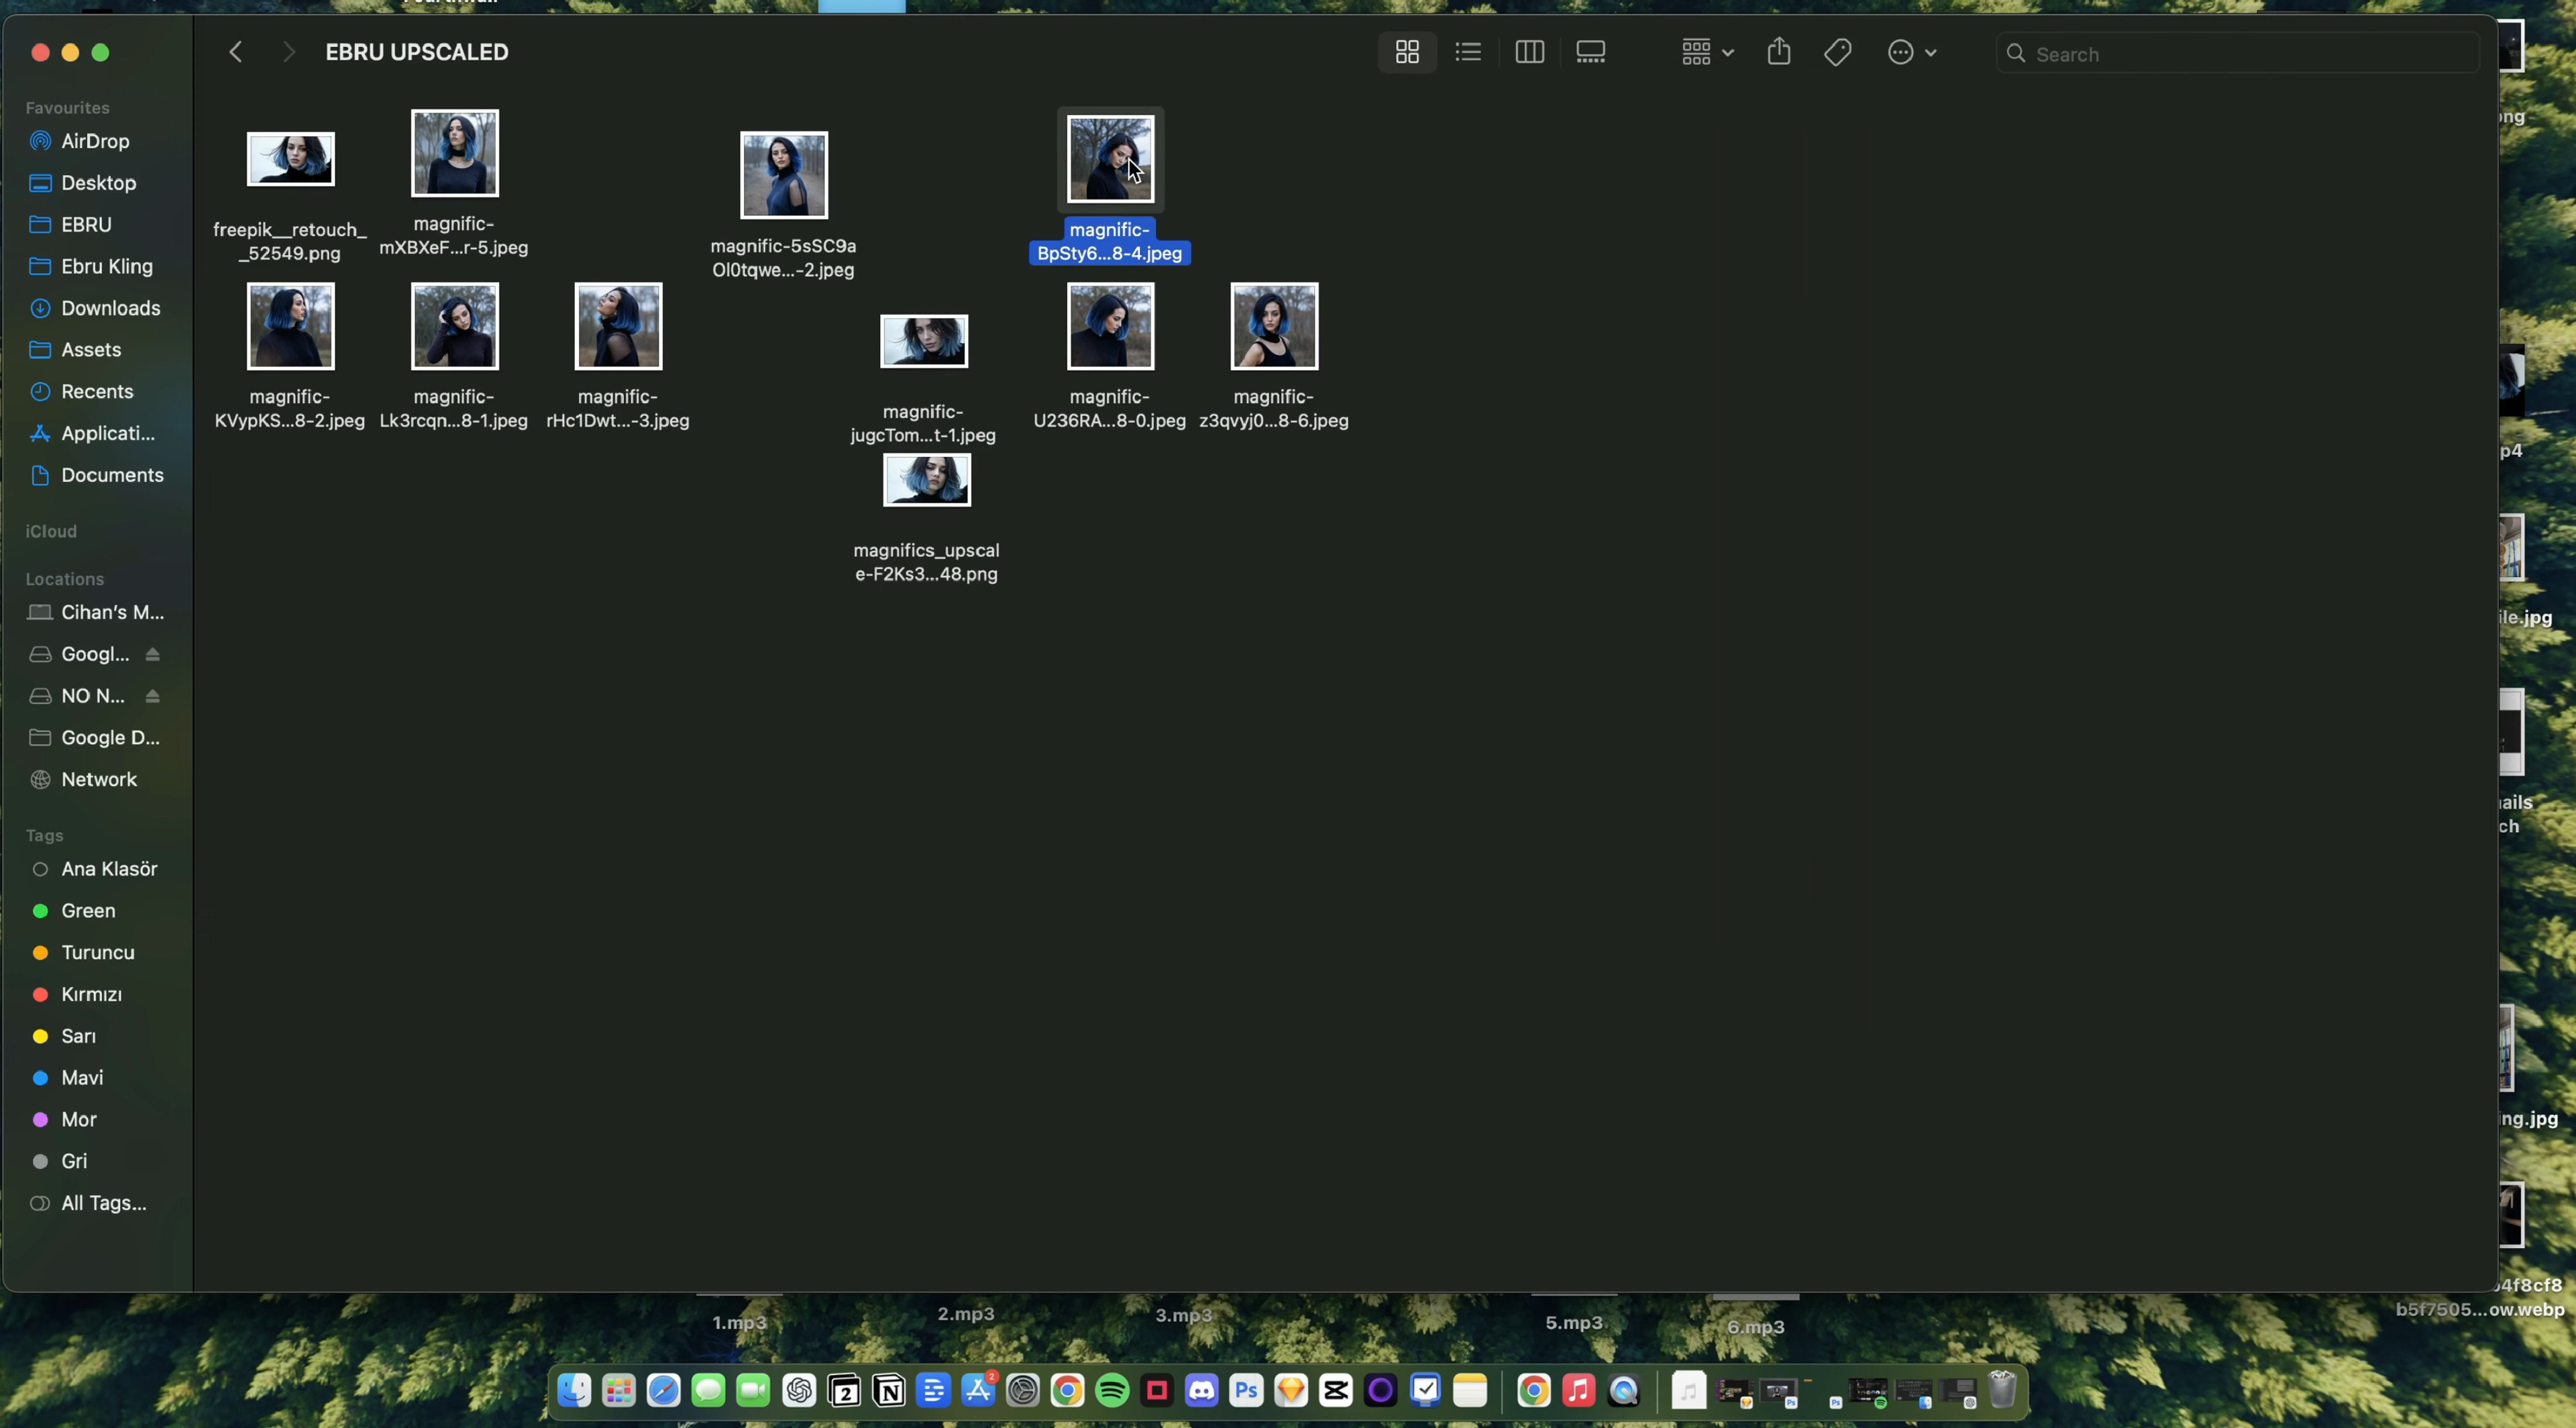 EBRU UPSCALED
Search
Favourites
AirDrop
Desktop
EBRU
Ebru Kling
Downloads
Assets
Recents
Applicati...
Documents
iCloud
Locations
Cihan's M...
Googl...
NO N...
Google D...
Network
Tags
Ana Klasör
Green
Turuncu
Kırmızı
Sarı
Mavi
Mor
Gri
All Tags...
freepik__retouch_
_52549.png
magnific-
mXBXeF...r-5.jpeg
magnific-5sSC9a
Ol0tqwe...-2.jpeg
magnific-
BpSty6...8-4.jpeg
magnific-
KVypKS...8-2.jpeg
magnific-
Lk3rcqn...8-1.jpeg
magnific-
rHc1Dwt...-3.jpeg
magnific-
jugcTom...t-1.jpeg
magnific-
U236RA...8-0.jpeg
magnific-
z3qvyj0...8-6.jpeg
magnifics_upscal
e-F2Ks3...48.png
p4
ile.jpg
ails
ch
ing.jpg
4f8cf8
b5f7505...ow.webp
1.mp3
2.mp3
3.mp3
5.mp3
6.mp3
2
2
Ps